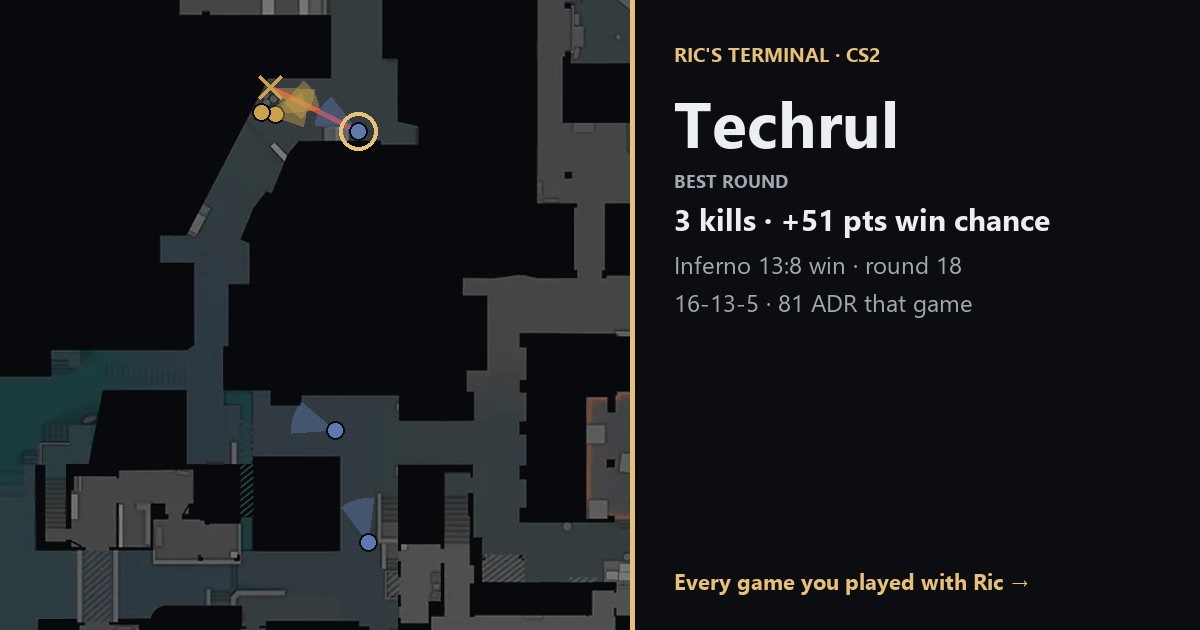 RIC'S TERMINAL · CS2
Techrul
BEST ROUND
3 kills · +51 pts win chance
Inferno 13:8 win · round 18
16-13-5 · 81 ADR that game
Every game you played with Ric →